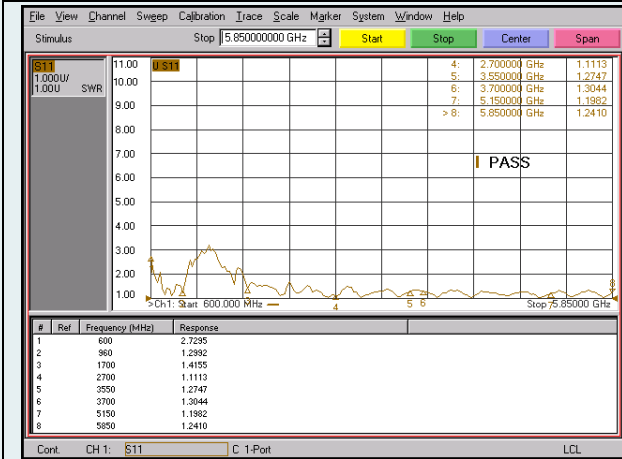 File View Channel Sweep Calibration Trace Scale Marker System Window Help
Stimulus Stop 5.850000000 GHz Start Stop Center Span
S11
1.000U/
1.00U SWR
U S11
11.00
10.00
9.00
8.00
7.00
6.00
5.00
4.00
3.00
2.00
1.00
4: 2.700000 GHz 1.1113
5: 3.550000 GHz 1.2747
6: 3.700000 GHz 1.3044
7: 5.150000 GHz 1.1982
> 8: 5.850000 GHz 1.2410
PASS
4 5 6 7 8
>Ch1: Start 600.000 MHz Stop 5.85000 GHz
# Ref Frequency (MHz) Response
1 600 2.7295
2 960 1.2992
3 1700 1.4155
4 2700 1.1113
5 3550 1.2747
6 3700 1.3044
7 5150 1.1982
8 5850 1.2410
Cont. CH 1: S11 C 1-Port LCL